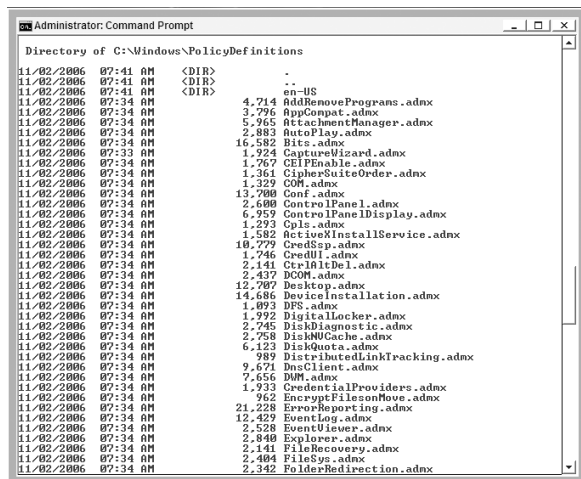 Administrator: Command Prompt
Directory of C:\Windows\PolicyDefinitions
11/02/2006 07:41 AM <DIR> .
11/02/2006 07:41 AM <DIR> ..
11/02/2006 07:41 AM <DIR> en-US
11/02/2006 07:34 AM 4,714 AddRemovePrograms.admx
11/02/2006 07:34 AM 3,796 AppCompat.admx
11/02/2006 07:34 AM 5,965 AttachmentManager.admx
11/02/2006 07:34 AM 2,883 AutoPlay.admx
11/02/2006 07:34 AM 16,582 Bits.admx
11/02/2006 07:33 AM 1,924 CaptureWizard.admx
11/02/2006 07:34 AM 1,767 CEIPEnable.admx
11/02/2006 07:34 AM 1,361 CipherSuiteOrder.admx
11/02/2006 07:34 AM 1,329 COM.admx
11/02/2006 07:34 AM 13,700 Conf.admx
11/02/2006 07:34 AM 2,600 ControlPanel.admx
11/02/2006 07:34 AM 6,959 ControlPanelDisplay.admx
11/02/2006 07:34 AM 1,293 Cpls.admx
11/02/2006 07:34 AM 1,582 ActiveXInstallService.admx
11/02/2006 07:34 AM 10,779 CredSsp.admx
11/02/2006 07:34 AM 1,746 CredUI.admx
11/02/2006 07:34 AM 2,141 CtrlAltDel.admx
11/02/2006 07:34 AM 2,437 DCOM.admx
11/02/2006 07:34 AM 12,707 Desktop.admx
11/02/2006 07:34 AM 14,686 DeviceInstallation.admx
11/02/2006 07:34 AM 1,093 DFS.admx
11/02/2006 07:34 AM 1,992 DigitalLocker.admx
11/02/2006 07:34 AM 2,745 DiskDiagnostic.admx
11/02/2006 07:34 AM 2,758 DiskNVCache.admx
11/02/2006 07:34 AM 6,123 DiskQuota.admx
11/02/2006 07:34 AM 989 DistributedLinkTracking.admx
11/02/2006 07:34 AM 9,671 DnsClient.admx
11/02/2006 07:34 AM 7,656 DWM.admx
11/02/2006 07:34 AM 1,933 CredentialProviders.admx
11/02/2006 07:34 AM 962 EncryptFilesonMove.admx
11/02/2006 07:34 AM 21,228 ErrorReporting.admx
11/02/2006 07:34 AM 12,429 EventLog.admx
11/02/2006 07:34 AM 2,528 EventViewer.admx
11/02/2006 07:34 AM 2,840 Explorer.admx
11/02/2006 07:34 AM 2,141 FileRecovery.admx
11/02/2006 07:34 AM 2,404 FileSys.admx
11/02/2006 07:34 AM 2,342 FolderRedirection.admx